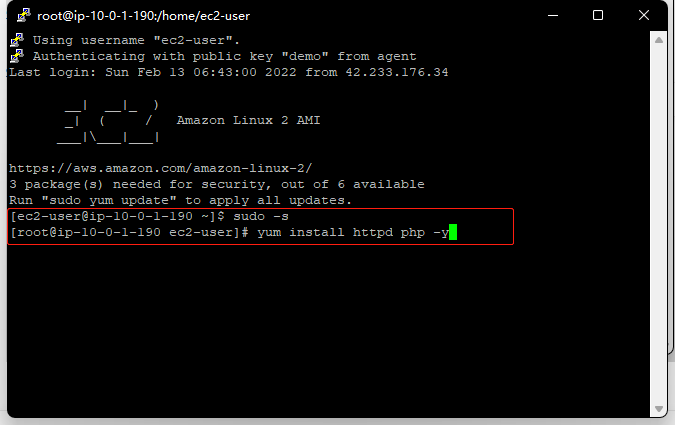 root@ip-10-0-1-190:/home/ec2-user
Using username "ec2-user".
Authenticating with public key "demo" from agent
Last login: Sun Feb 13 06:43:00 2022 from 42.233.176.34
       __|  __|_  )
       _|  (     /   Amazon Linux 2 AMI
      ___|\___|___|
https://aws.amazon.com/amazon-linux-2/
3 package(s) needed for security, out of 6 available
Run "sudo yum update" to apply all updates.
[ec2-user@ip-10-0-1-190 ~]$ sudo -s
[root@ip-10-0-1-190 ec2-user]# yum install httpd php -y